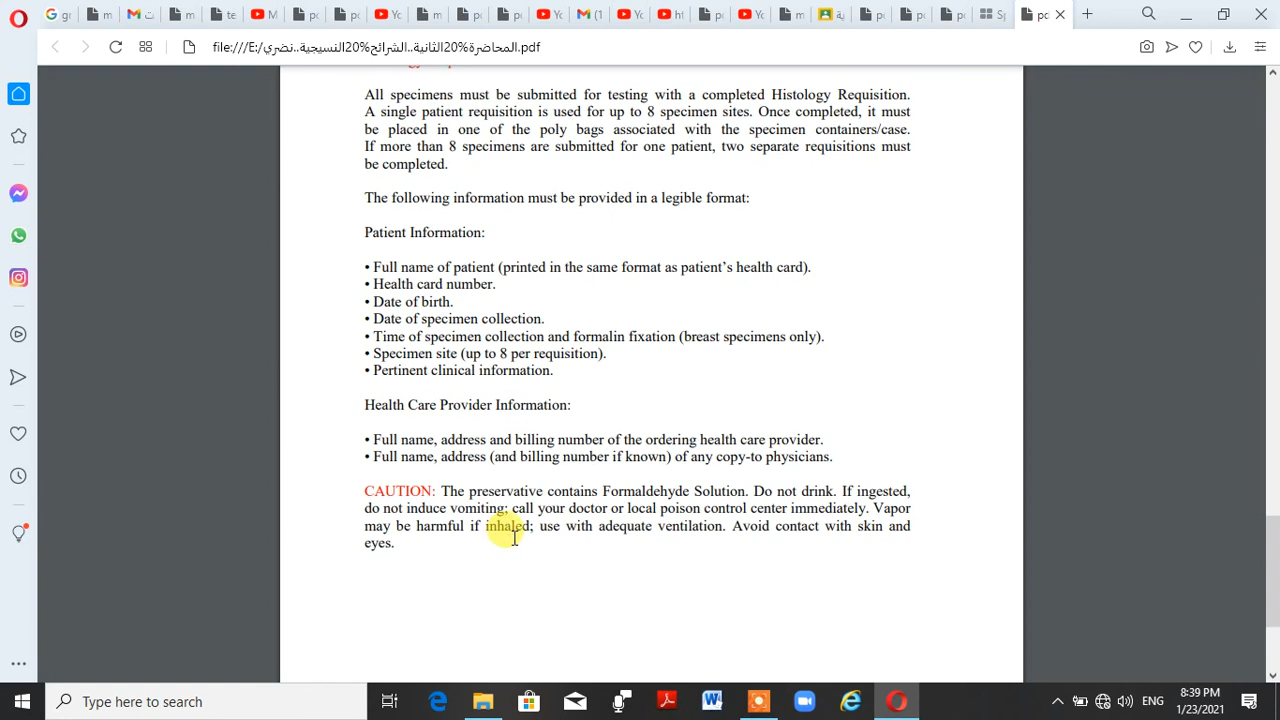 file:///E:/المحاضرة%20الثانية..الشرائح%20النسيجية..نضري.pdf
All specimens must be submitted for testing with a completed Histology Requisition.
A single patient requisition is used for up to 8 specimen sites. Once completed, it must
be placed in one of the poly bags associated with the specimen containers/case.
If more than 8 specimens are submitted for one patient, two separate requisitions must
be completed.
The following information must be provided in a legible format:
Patient Information:
• Full name of patient (printed in the same format as patient’s health card).
• Health card number.
• Date of birth.
• Date of specimen collection.
• Time of specimen collection and formalin fixation (breast specimens only).
• Specimen site (up to 8 per requisition).
• Pertinent clinical information.
Health Care Provider Information:
• Full name, address and billing number of the ordering health care provider.
• Full name, address (and billing number if known) of any copy-to physicians.
CAUTION: The preservative contains Formaldehyde Solution. Do not drink. If ingested,
do not induce vomiting; call your doctor or local poison control center immediately. Vapor
may be harmful if inhaled; use with adequate ventilation. Avoid contact with skin and
eyes.
Type here to search
ENG
8:39 PM
1/23/2021